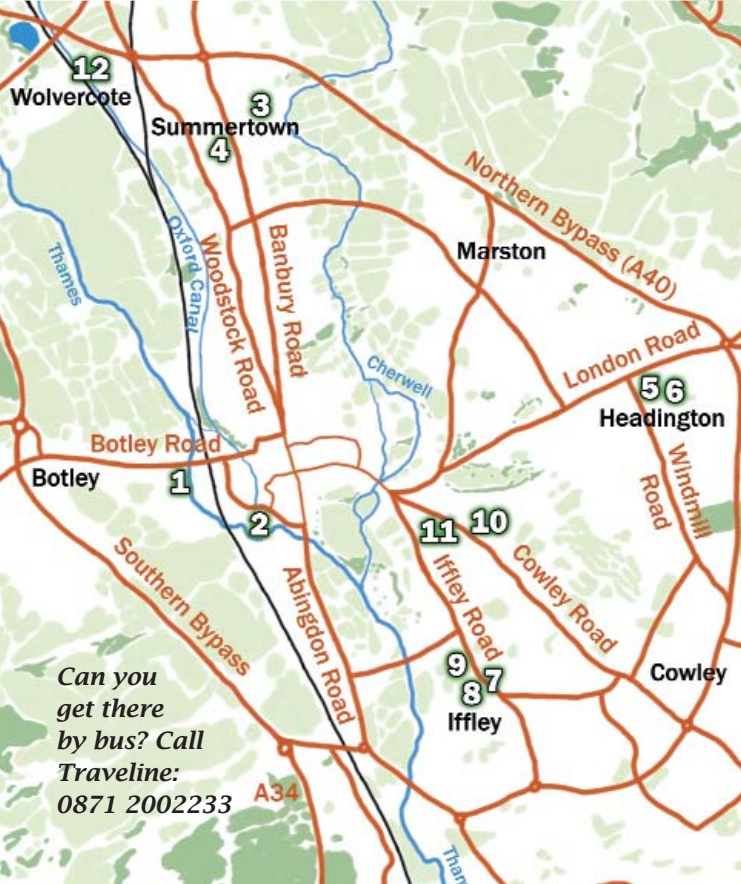 12
Wolvercote
3
Summertown
4
Northern Bypass (A40)
Thames
Oxford Canal
Woodstock Road
Banbury Road
Marston
London Road
Cherwell
5 6
Headington
Botley Road
Botley
1
2
11 10
Windmill
Road
Southern Bypass
Abingdon Road
Iffley Road
Cowley Road
9
8 7
Iffley
Cowley
Can you
get there
by bus? Call
Traveline:
0871 2002233
A34
Than